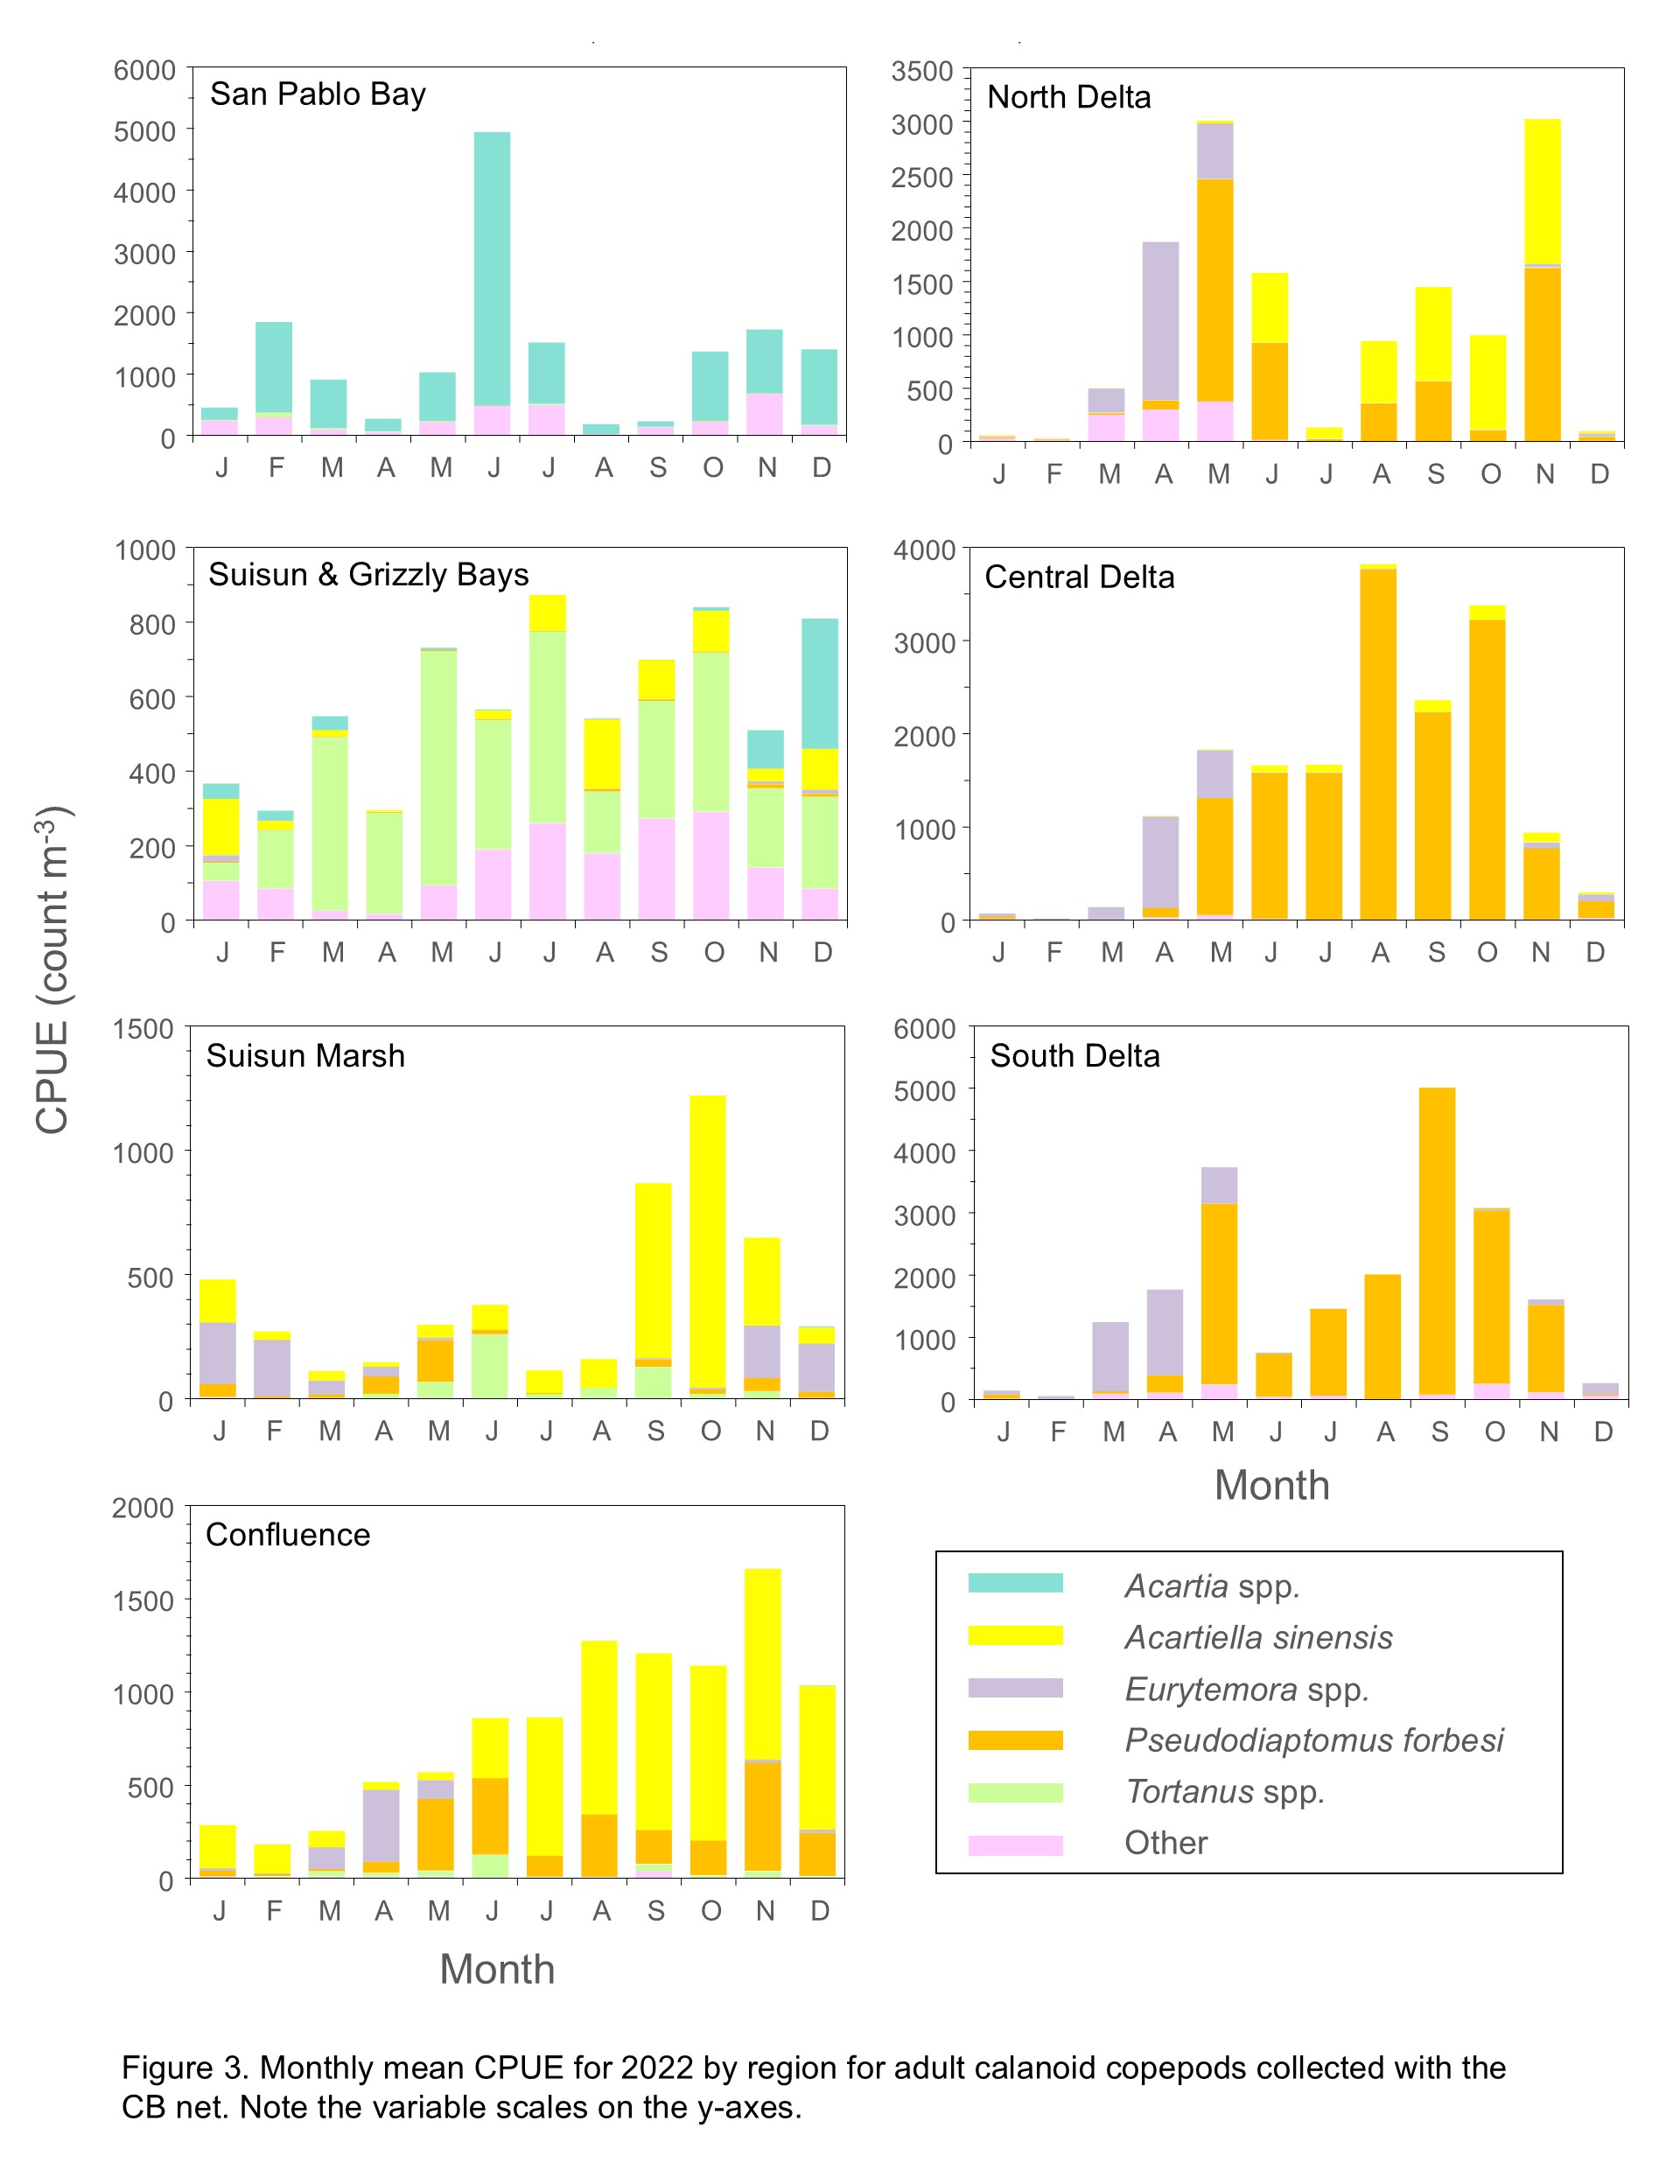 San Pablo Bay
6000
5000
4000
3000
2000
1000
0
J F M A M J J A S O N D
North Delta
3500
3000
2500
2000
1500
1000
500
0
J F M A M J J A S O N D
Suisun & Grizzly Bays
1000
800
600
400
200
0
J F M A M J J A S O N D
Central Delta
4000
3000
2000
1000
0
J F M A M J J A S O N D
CPUE (count m-3)
Suisun Marsh
1500
1000
500
0
J F M A M J J A S O N D
South Delta
6000
5000
4000
3000
2000
1000
0
J F M A M J J A S O N D
Month
Confluence
2000
1500
1000
500
0
J F M A M J J A S O N D
Month
Acartia spp.
Acartiella sinensis
Eurytemora spp.
Pseudodiaptomus forbesi
Tortanus spp.
Other
Figure 3. Monthly mean CPUE for 2022 by region for adult calanoid copepods collected with the
CB net. Note the variable scales on the y-axes.